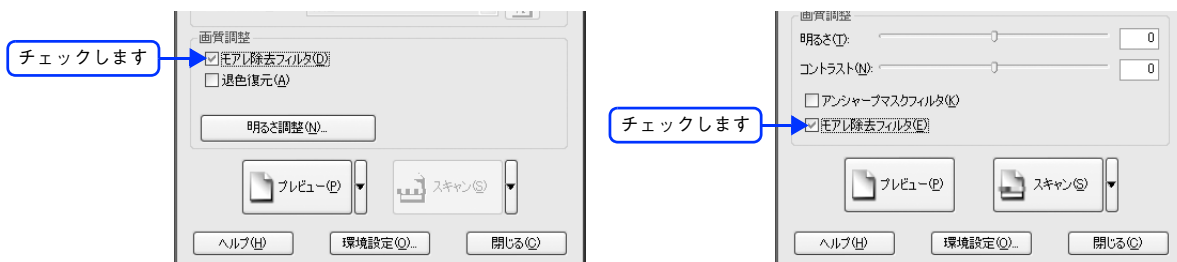 画質調整
チェックします
モアレ除去フィルタ(D)
退色復元(A)
明るさ調整(N)...
プレビュー(P)
スキャン(S)
ヘルプ(H)
環境設定(O)...
閉じる(C)
画質調整
明るさ(T):
0
コントラスト(N):
0
アンシャープマスクフィルタ(K)
チェックします
モアレ除去フィルタ(E)
プレビュー(P)
スキャン(S)
ヘルプ(H)
環境設定(O)...
閉じる(C)